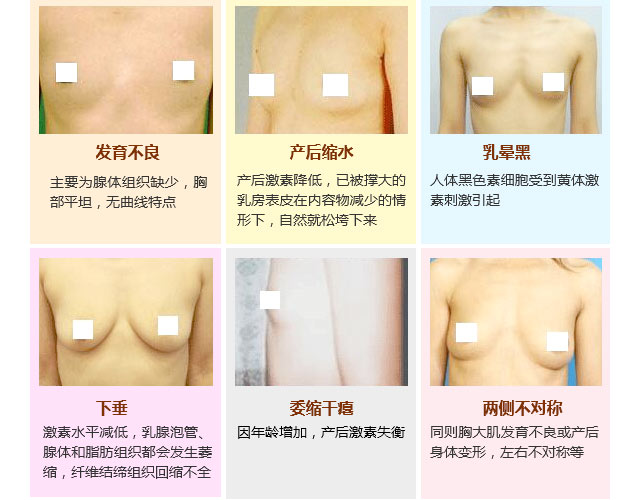 发育不良
主要为腺体组织缺少，胸
部平坦，无曲线特点
产后缩水
产后激素降低，已被撑大的
乳房表皮在内容物减少的情
形下，自然就松垮下来
乳晕黑
人体黑色素细胞受到黄体激
素刺激引起
下垂
激素水平减低，乳腺泡管、
腺体和脂肪组织都会发生萎
缩，纤维结缔组织回缩不全
委缩干瘪
因年龄增加，产后激素失衡
两侧不对称
同则胸大肌发育不良或产后
身体变形，左右不对称等